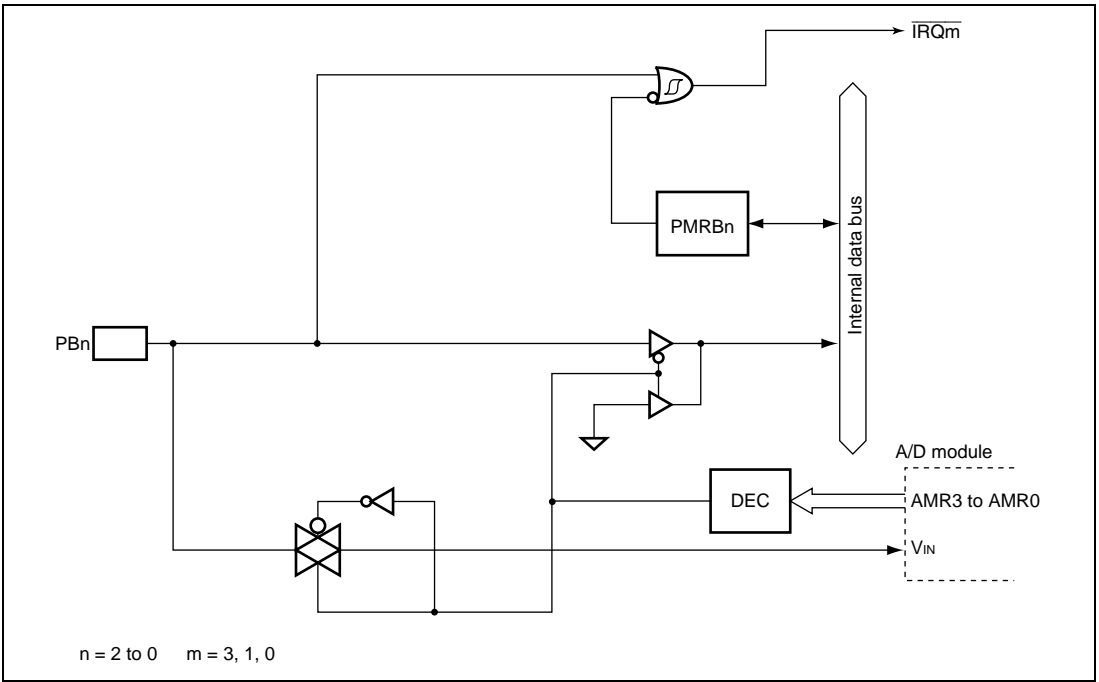 IRQm
PMRBn
Internal data bus
PBn
A/D module
DEC
AMR3 to AMR0
VIN
n = 2 to 0 m = 3, 1, 0